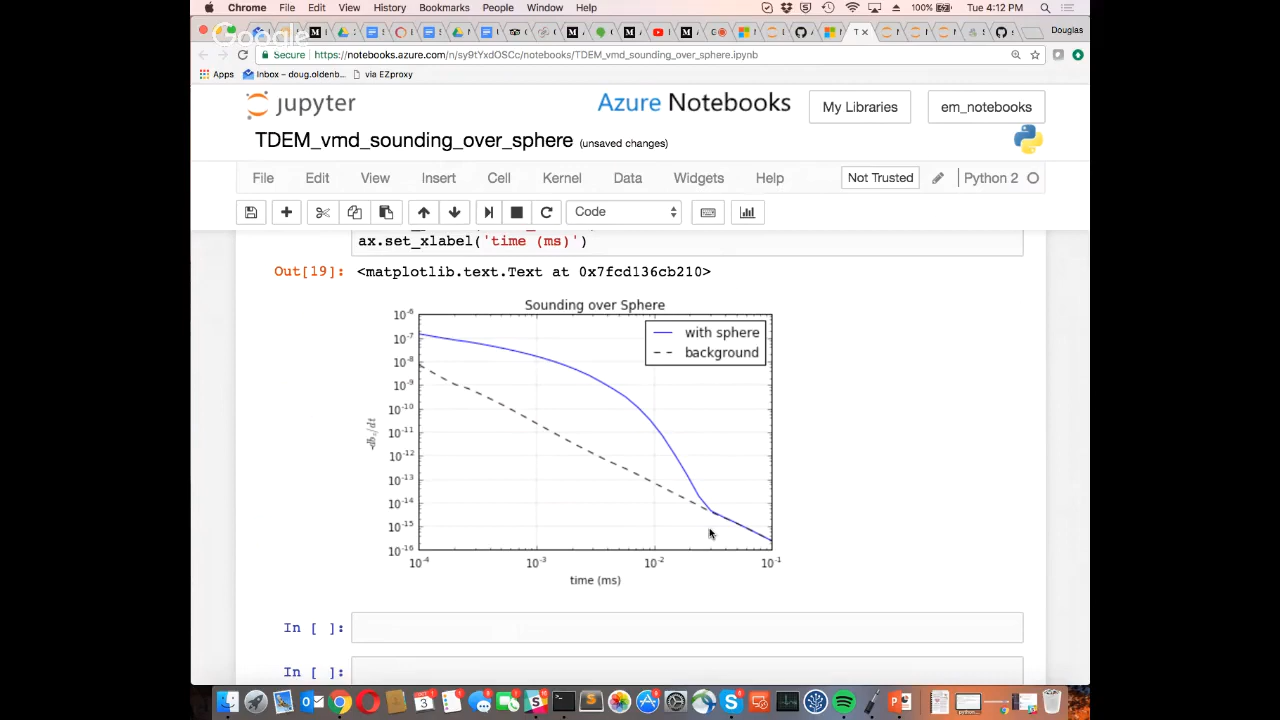 Chrome File Edit View History Bookmarks People Window Help 100% Tue 4:12 PM
Google
Douglas
Secure https://notebooks.azure.com/n/sy9tYxdOSCc/notebooks/TDEM_vmd_sounding_over_sphere.ipynb
Apps Inbox – doug.oldenb... via EZproxy
jupyter Azure Notebooks My Libraries em_notebooks
TDEM_vmd_sounding_over_sphere (unsaved changes)
File Edit View Insert Cell Kernel Data Widgets Help Not Trusted Python 2
Code
ax.set_xlabel('time (ms)')
Out[19]: <matplotlib.text.Text at 0x7fcd136cb210>
Sounding over Sphere
10⁻⁶
with sphere
10⁻⁷
background
10⁻⁸
10⁻⁹
10⁻¹⁰
10⁻¹¹
-db_z/dt
10⁻¹²
10⁻¹³
10⁻¹⁴
10⁻¹⁵
10⁻¹⁶
10⁻⁴ 10⁻³ 10⁻² 10⁻¹
time (ms)
In [ ]:
In [ ]: